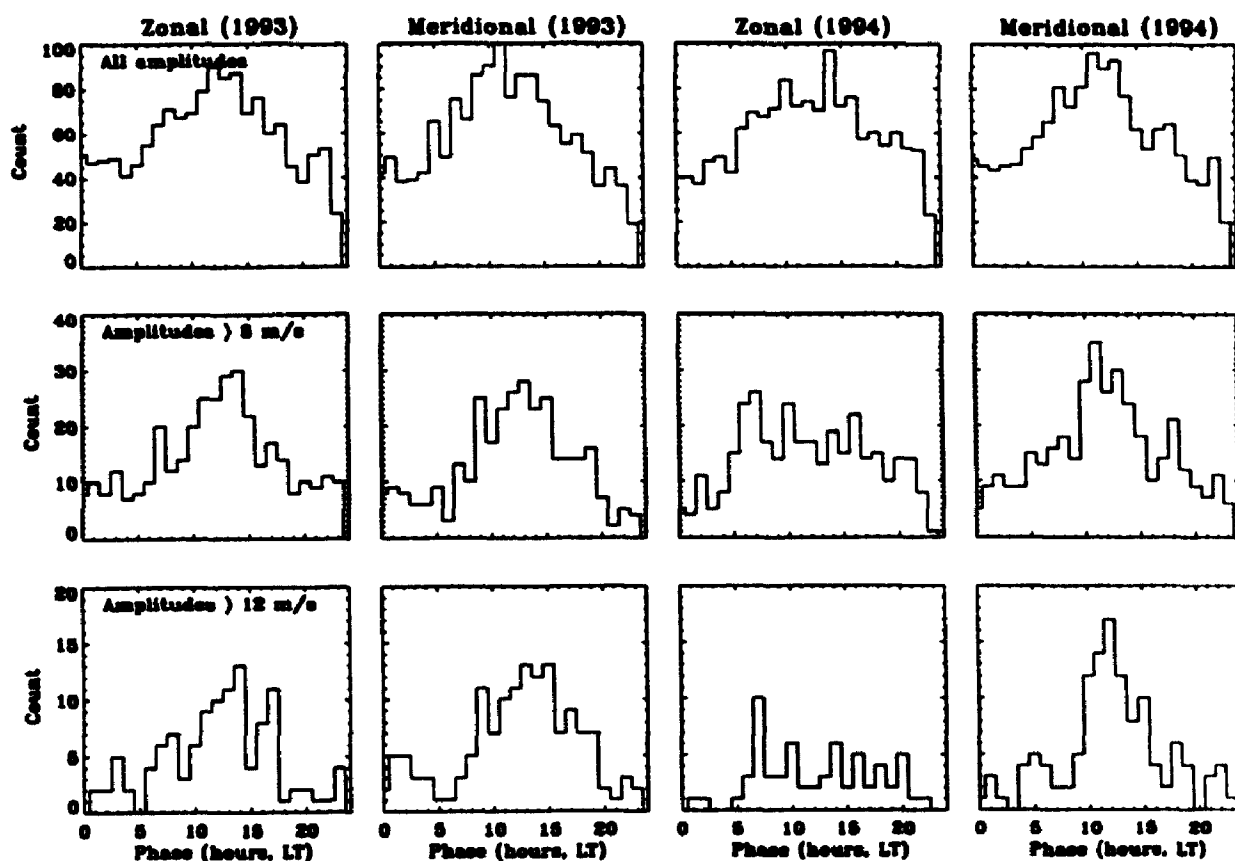 Zonal (1993) Meridional (1993) Zonal (1994) Meridional (1994)
100
80
60
40
20
0
Count
All amplitudes
40
30
20
10
0
Count
Amplitudes > 8 m/s
20
15
10
5
0
Count
Amplitudes > 12 m/s
0 5 10 15 20 0 5 10 15 20 0 5 10 15 20 0 5 10 15 20
Phase (hours, LT) Phase (hours, LT) Phase (hours, LT) Phase (hours, LT)